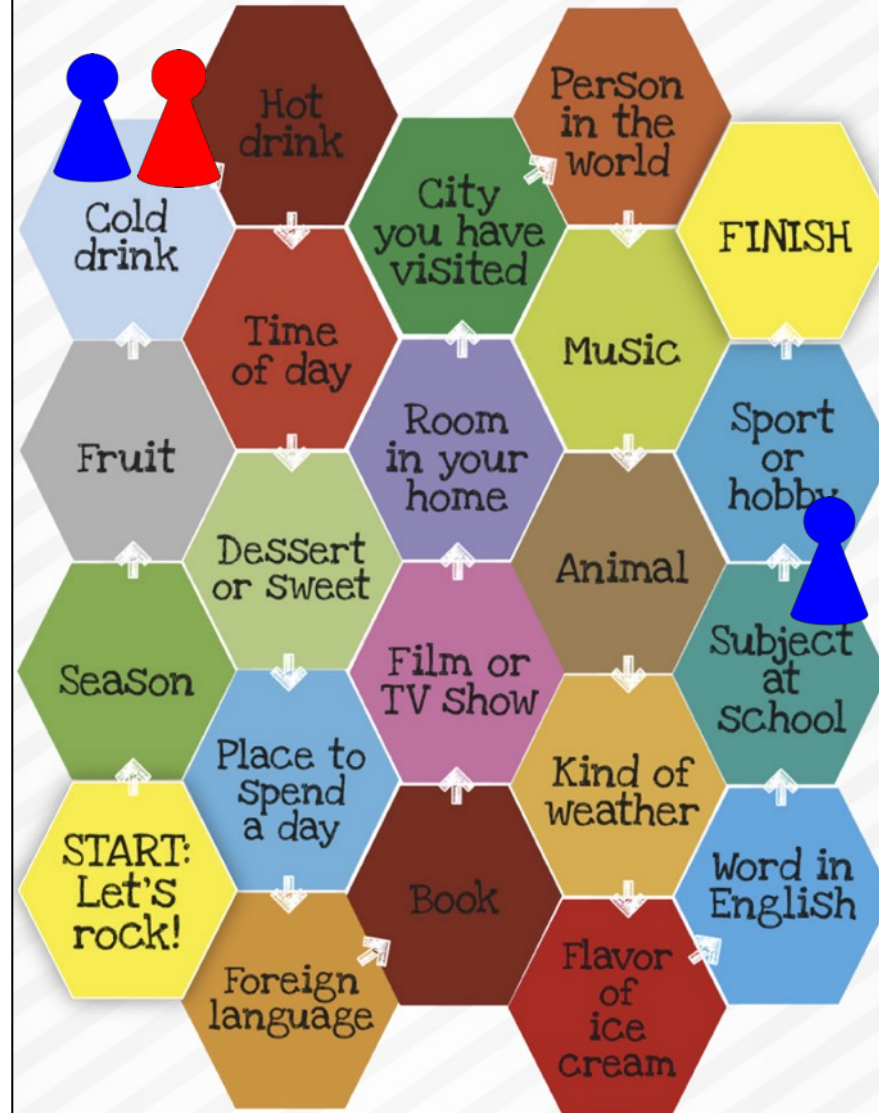 START:
Let's
rock!
Season
Fruit
Cold
drink
Hot
drink
Time
of day
Dessert
or sweet
Place to
spend
a day
Foreign
language
Book
Film or
TV show
Room
in your
home
City
you have
visited
Person
in the
world
Music
Animal
Kind of
weather
Flavor
of
ice
cream
Word in
English
Subject
at
school
Sport
or
hobby
FINISH